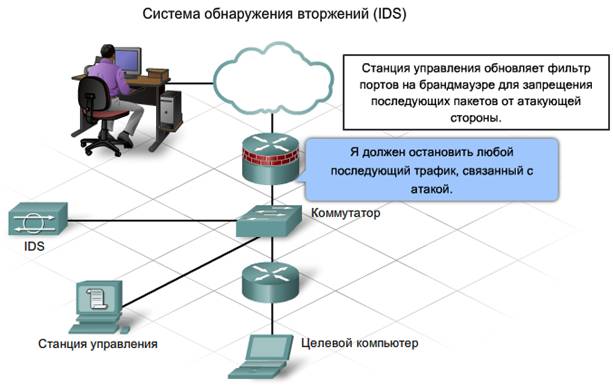 Система обнаружения вторжений (IDS)
Станция управления обновляет фильтр
портов на брандмауэре для запрещения
последующих пакетов от атакующей
стороны.
Я должен остановить любой
последующий трафик, связанный с
атакой.
Коммутатор
IDS
Станция управления
Целевой компьютер